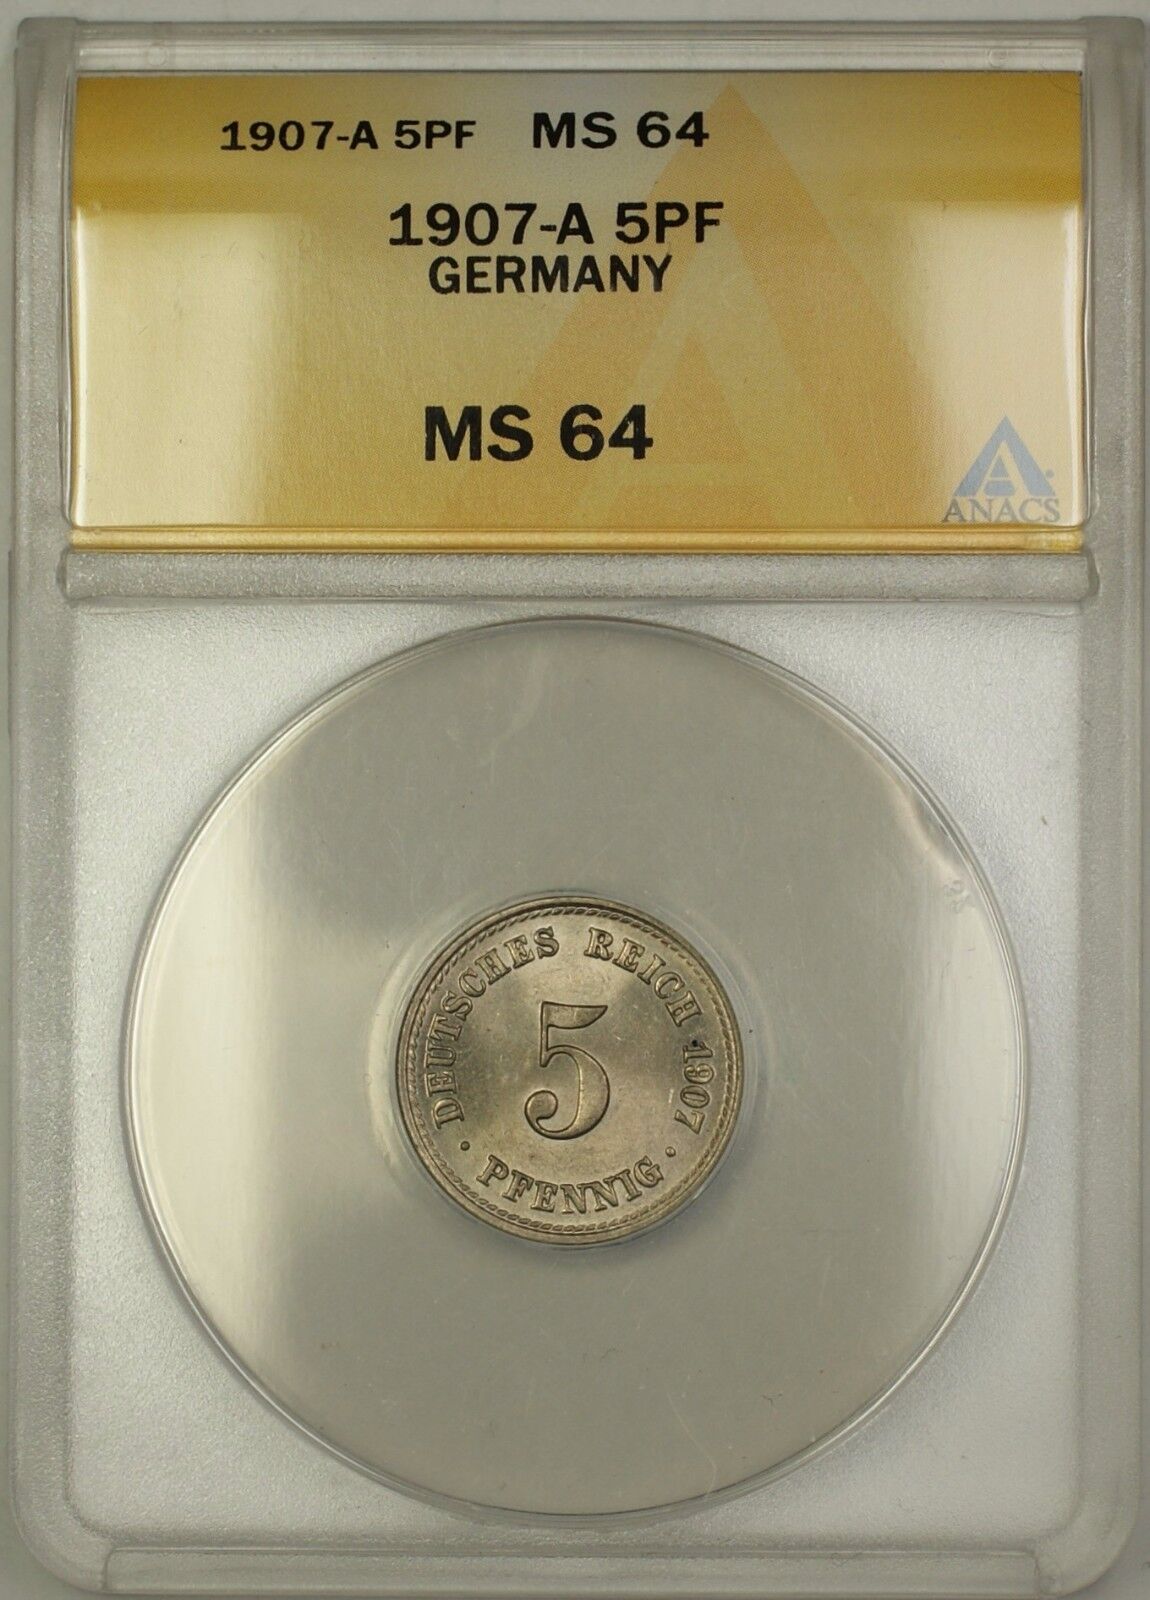 1907-A 5PF MS 64
1907-A 5PF
GERMANY
MS 64
ANACS
DEUTSCHES REICH 1907
5
· PFENNIG ·